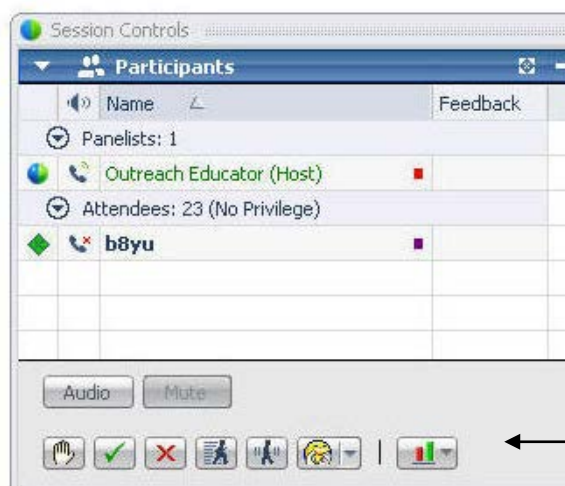 Session Controls
Participants
Name Feedback
Panelists: 1
Outreach Educator (Host)
Attendees: 23 (No Privilege)
b8yu
Audio Mute